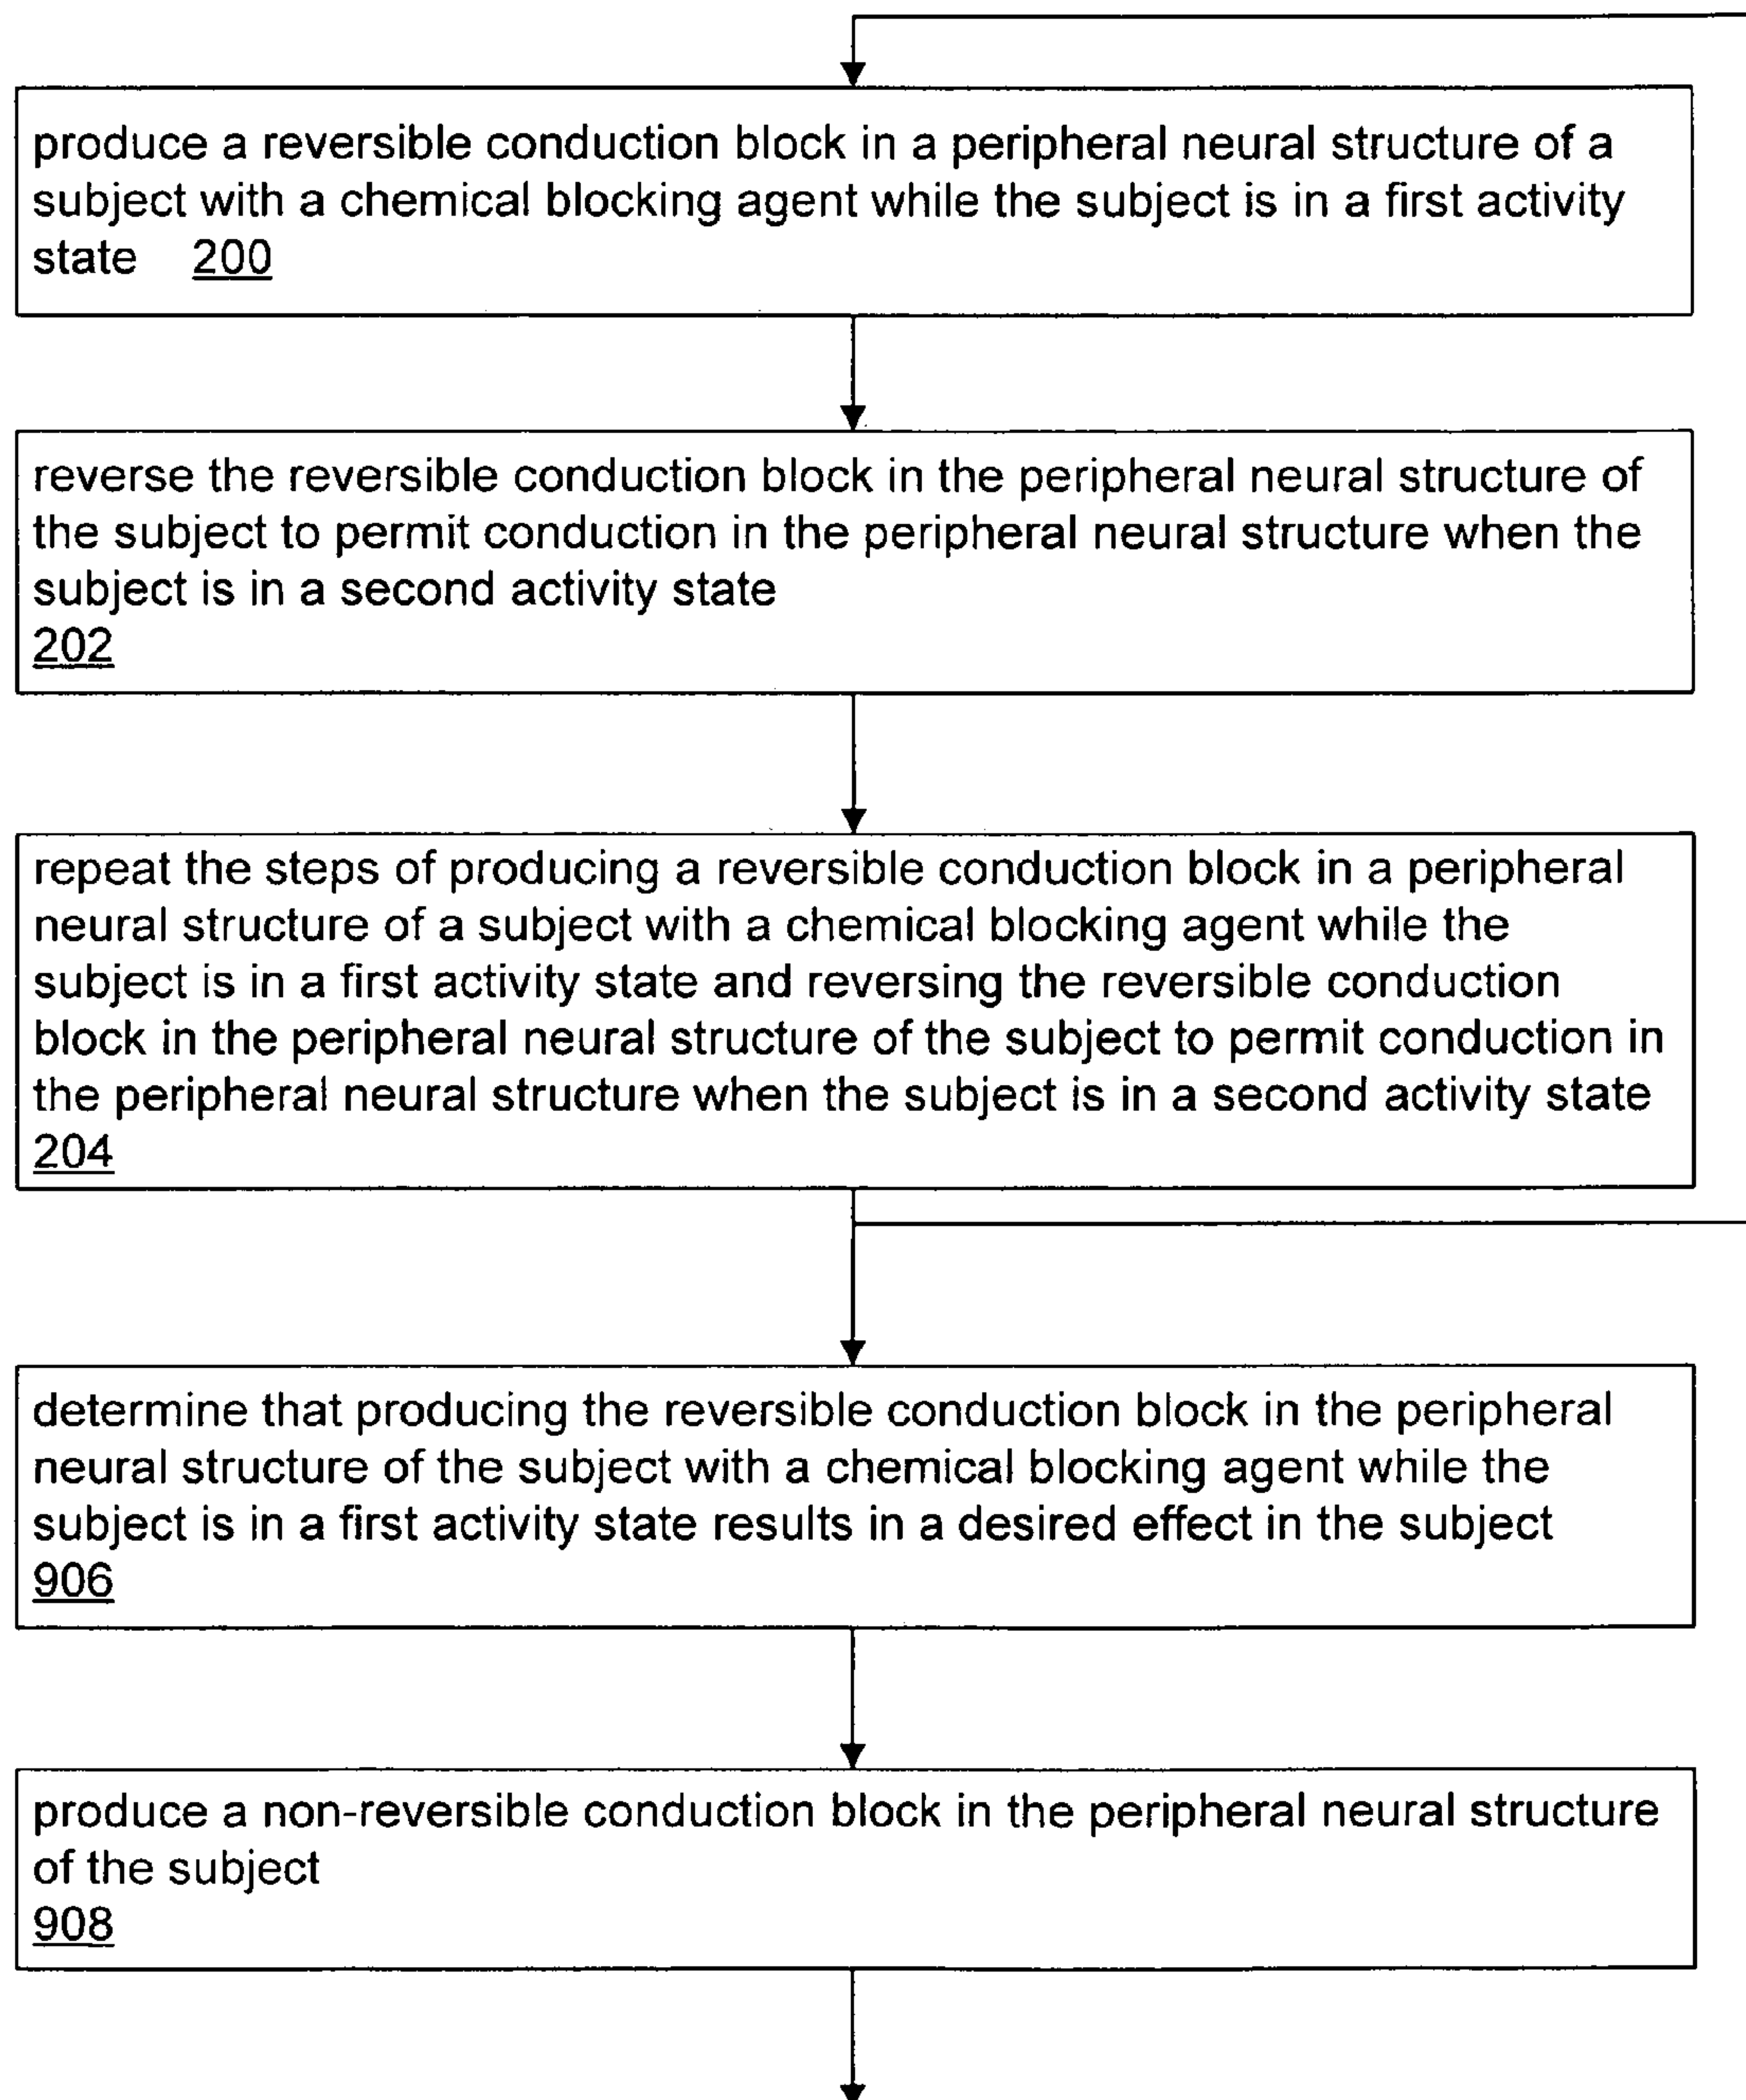 produce a reversible conduction block in a peripheral neural structure of a
subject with a chemical blocking agent while the subject is in a first activity
state 200
reverse the reversible conduction block in the peripheral neural structure of
the subject to permit conduction in the peripheral neural structure when the
subject is in a second activity state
202
repeat the steps of producing a reversible conduction block in a peripheral
neural structure of a subject with a chemical blocking agent while the
subject is in a first activity state and reversing the reversible conduction
block in the peripheral neural structure of the subject to permit conduction in
the peripheral neural structure when the subject is in a second activity state
204
determine that producing the reversible conduction block in the peripheral
neural structure of the subject with a chemical blocking agent while the
subject is in a first activity state results in a desired effect in the subject
906
produce a non-reversible conduction block in the peripheral neural structure
of the subject
908